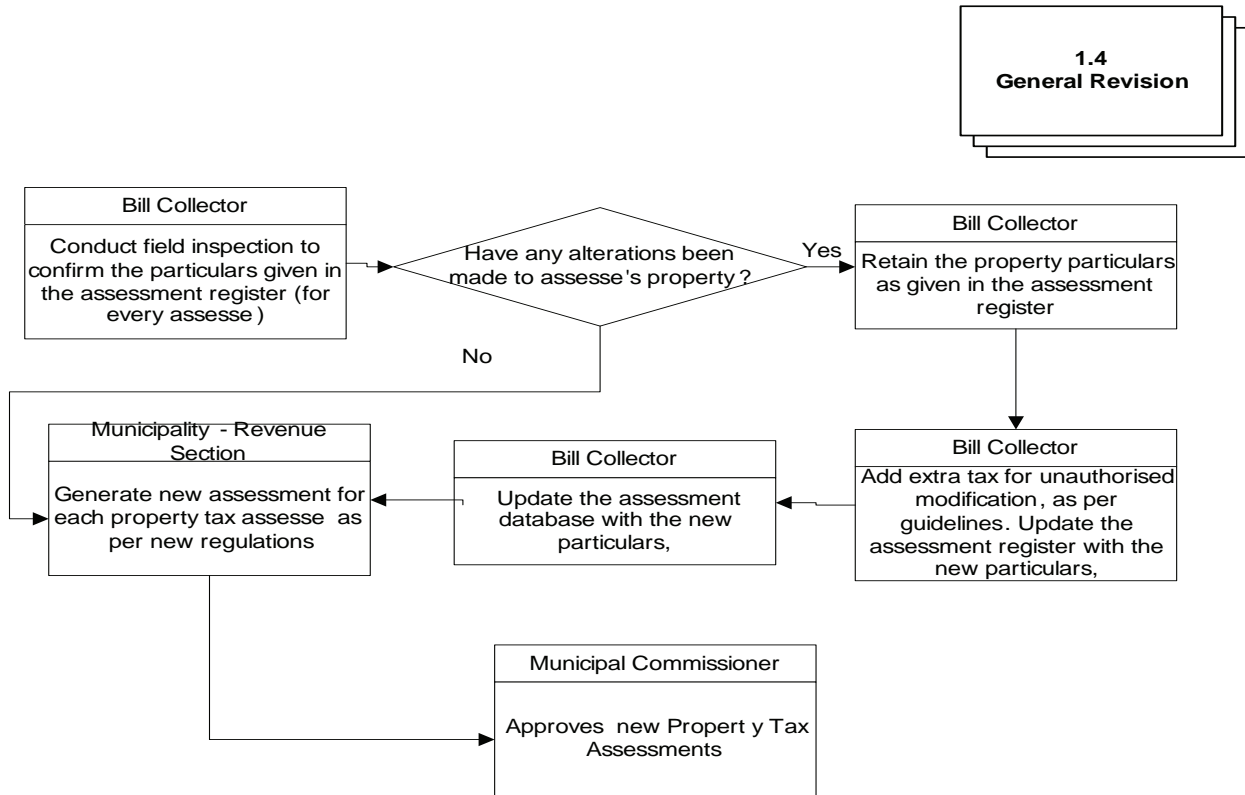 1.4
General Revision
Bill Collector
Conduct field inspection to
confirm the particulars given in
the assessment register (for
every assesse)
Have any alterations been
made to assesse's property?
Yes
No
Bill Collector
Retain the property particulars
as given in the assessment
register
Bill Collector
Add extra tax for unauthorised
modification, as per
guidelines. Update the
assessment register with the
new particulars,
Bill Collector
Update the assessment
database with the new
particulars,
Municipality - Revenue
Section
Generate new assessment for
each property tax assesse as
per new regulations
Municipal Commissioner
Approves new Propert y Tax
Assessments